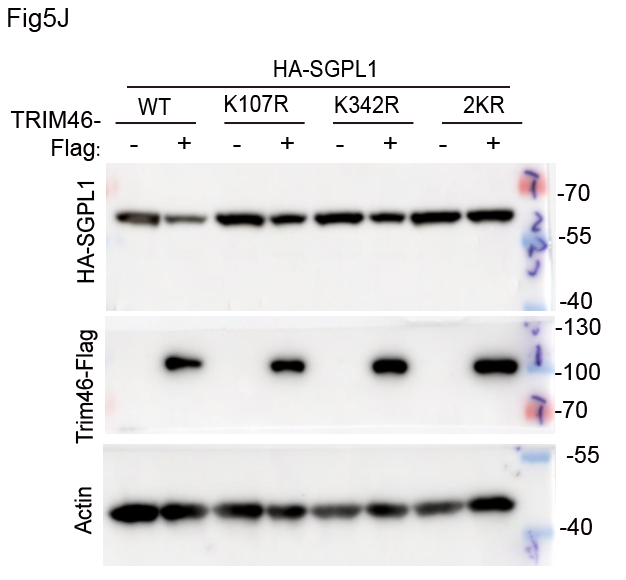 Fig5J
HA-SGPL1
WT K107R K342R 2KR
TRIM46-
Flag: - + - + - + - +
HA-SGPL1
-70
-55
-40
Trim46-Flag
-130
-100
-70
Actin
-55
-40